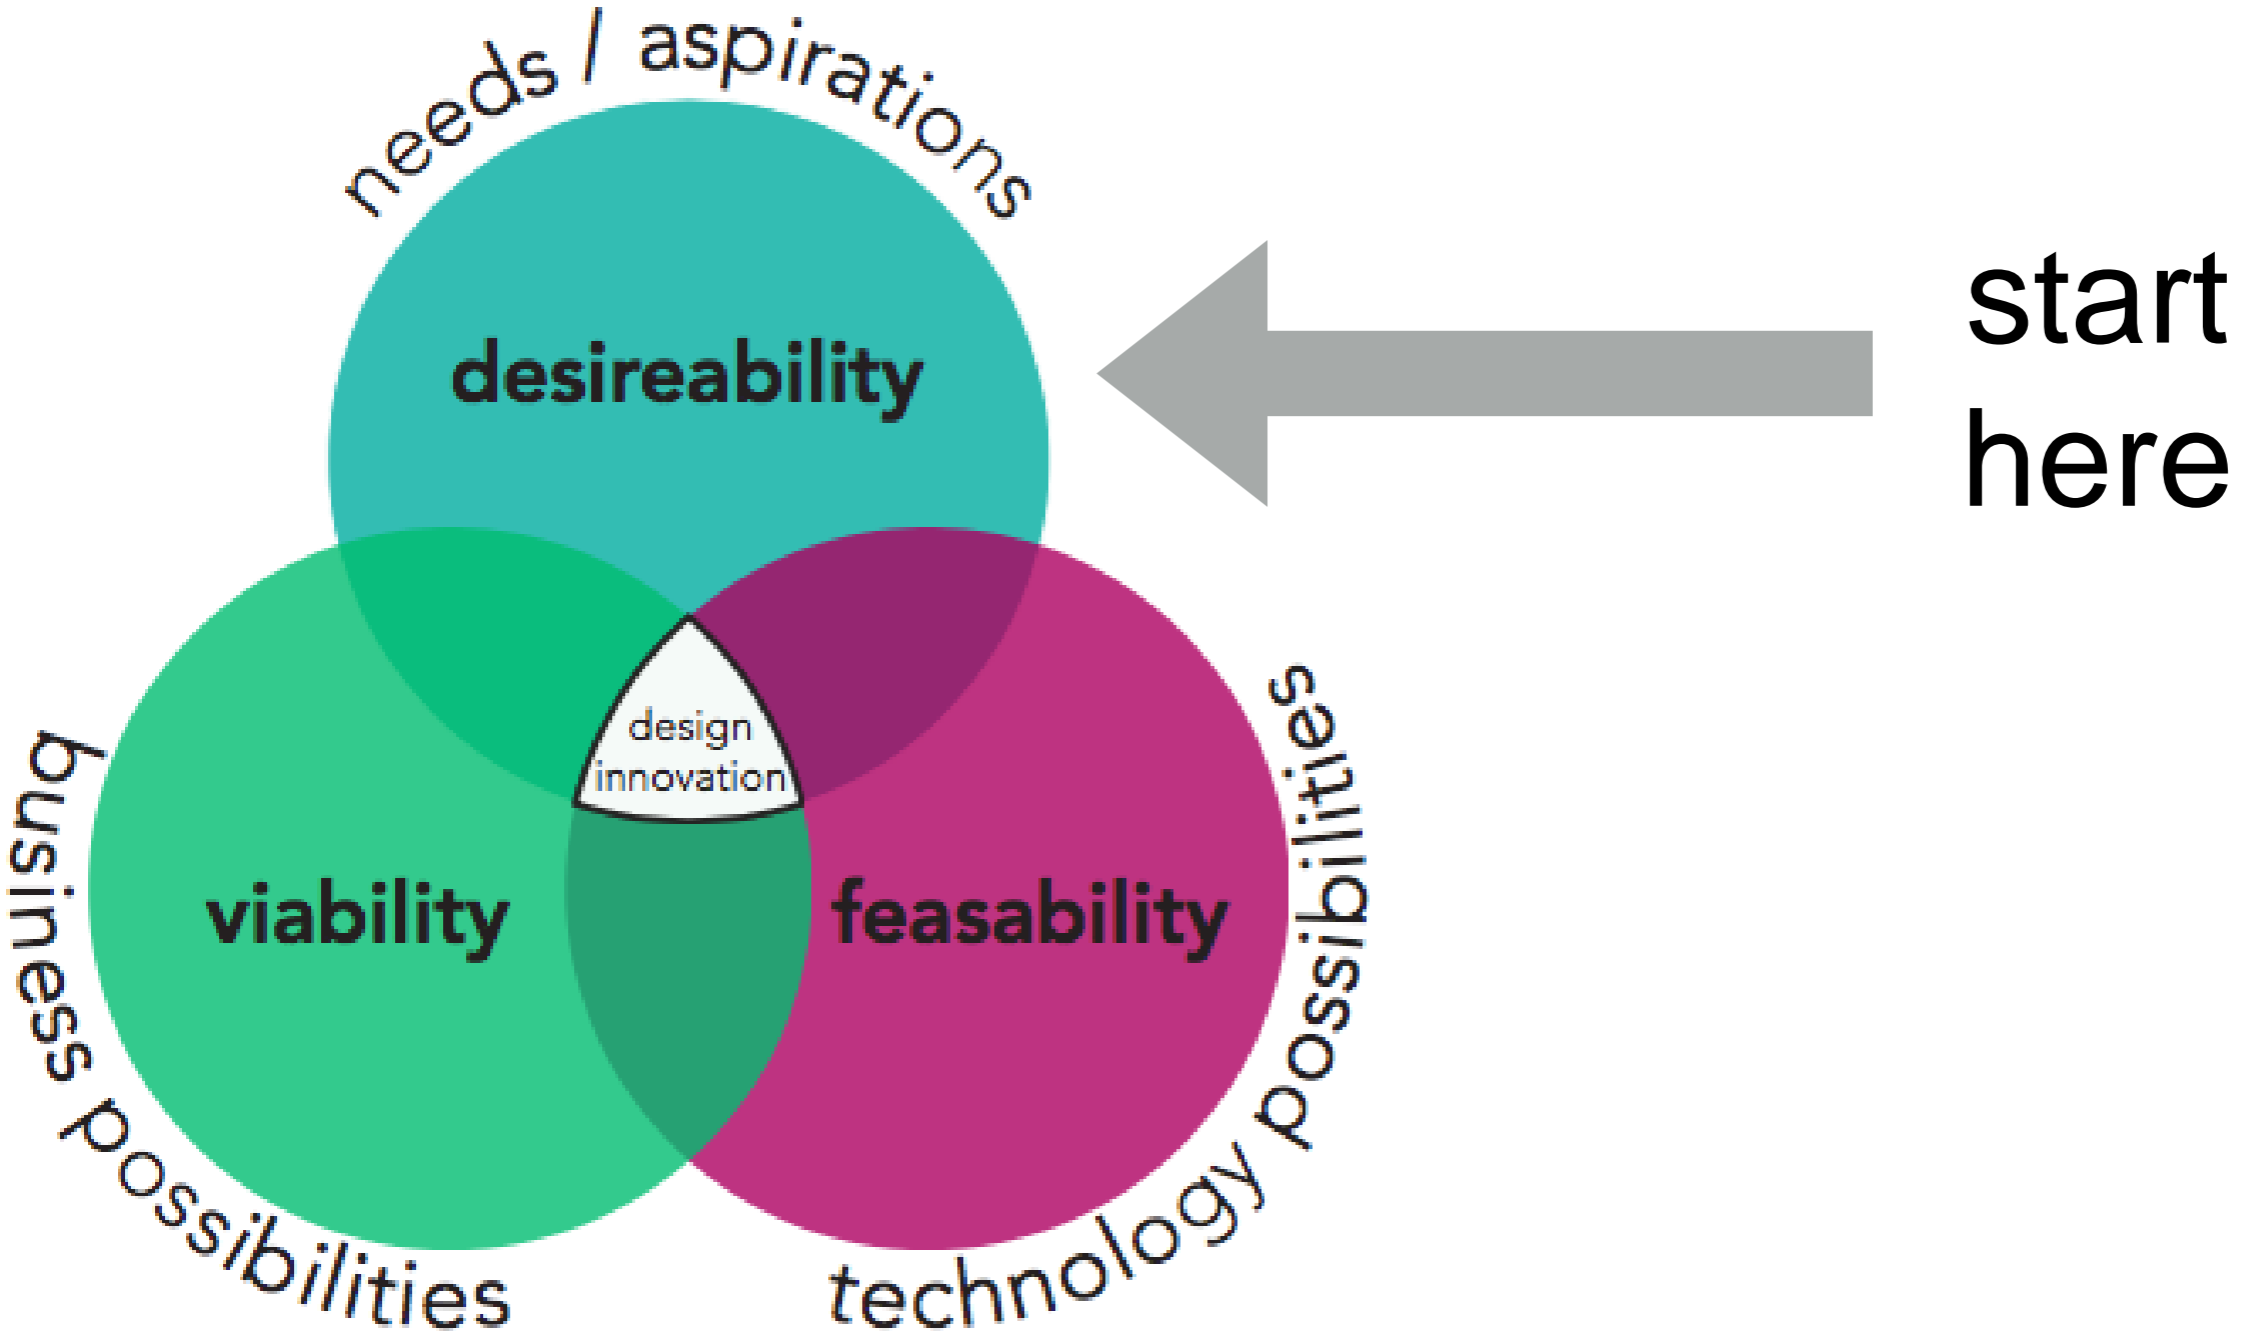 needs / aspirations
desireability
start
here
design
innovation
viability
feasability
business possibilities
technology possibilities